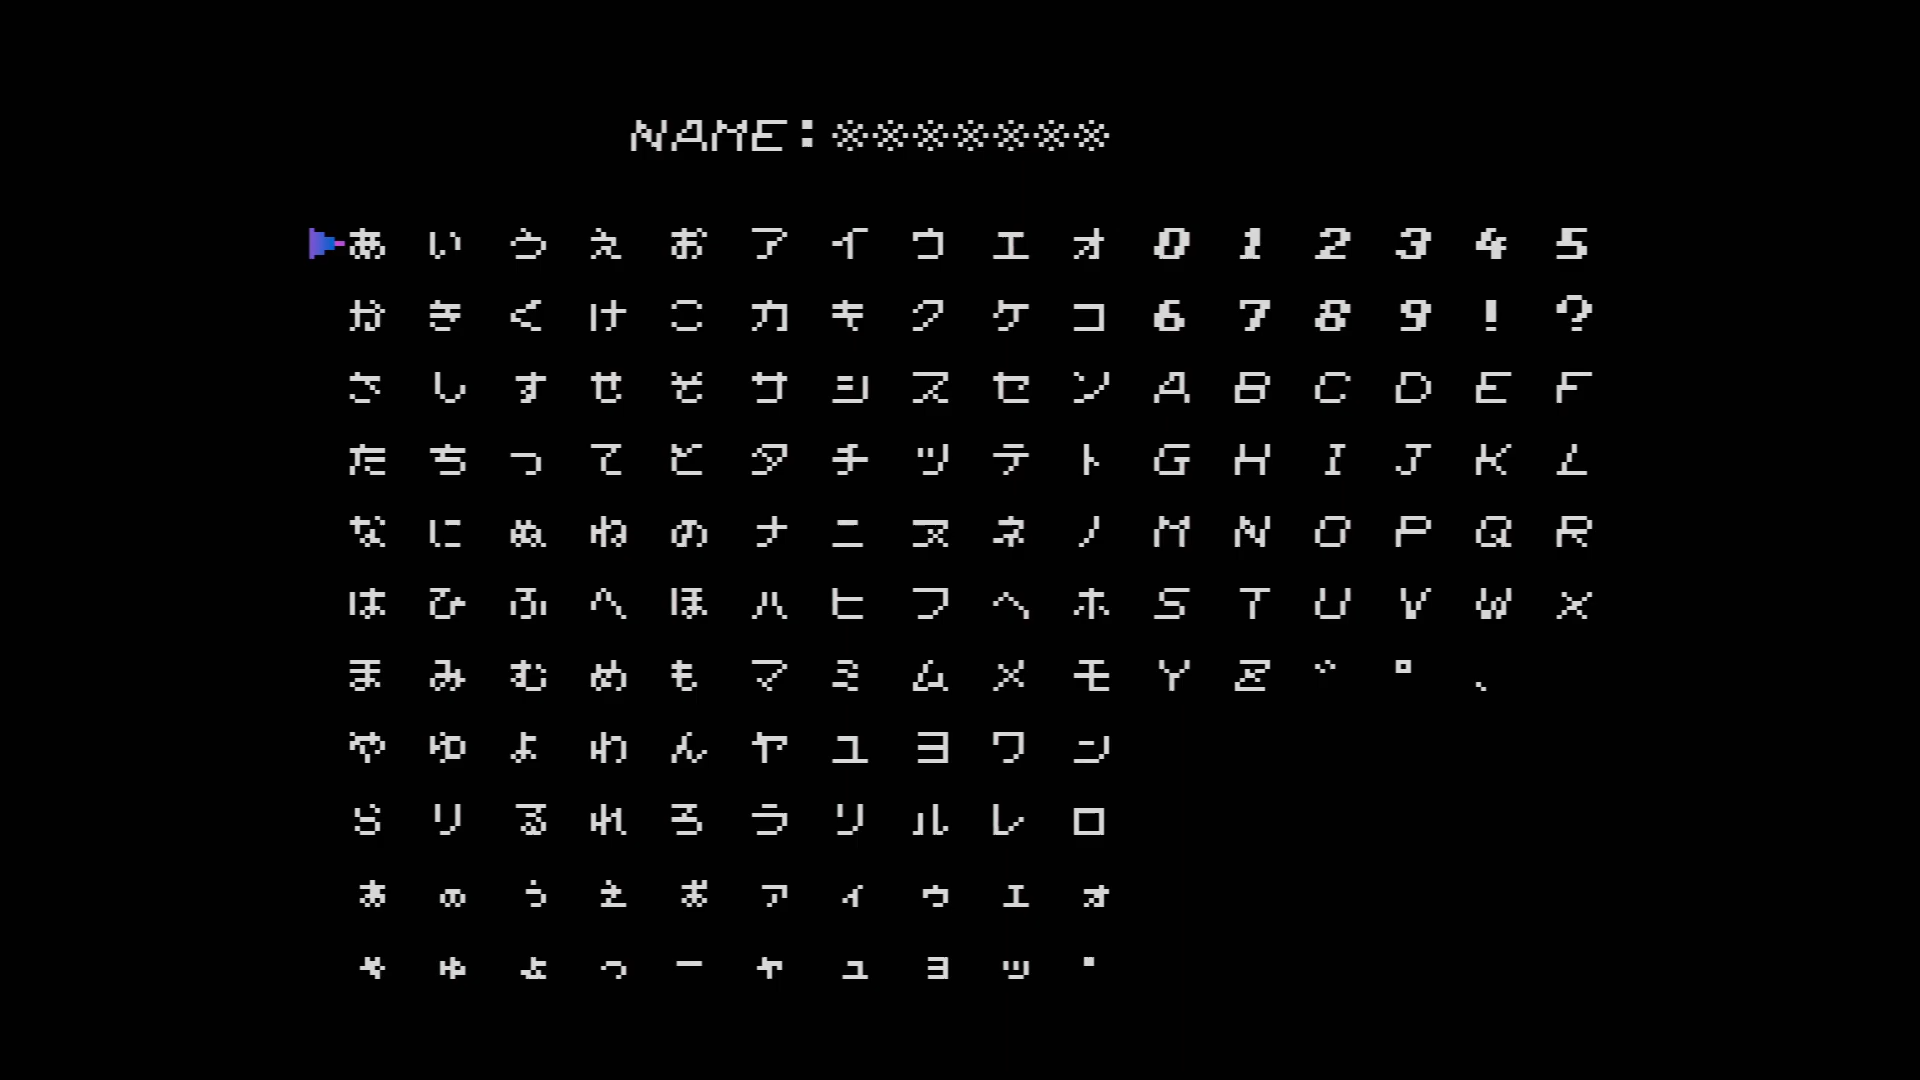 NAME:※※※※※※※
あ い う え お ア イ ウ エ オ 0 1 2 3 4 5
か き く け こ カ キ ク ケ コ 6 7 8 9 ! ?
さ し す せ そ サ シ ス セ ソ A B C D E F
た ち つ て と タ チ ツ テ ト G H I J K L
な に ぬ ね の ナ ニ ヌ ネ ノ M N O P Q R
は ひ ふ へ ほ ハ ヒ フ ヘ ホ S T U V W X
ま み む め も マ ミ ム メ モ Y Z ゛ ゜ 、
や ゆ よ わ ん ヤ ユ ヨ ワ ン
ら り る れ ろ ラ リ ル レ ロ
ぁ ぃ ぅ ぇ ぉ ァ ィ ゥ ェ ォ
ゃ ゅ ょ っ ー ャ ュ ョ ッ ・